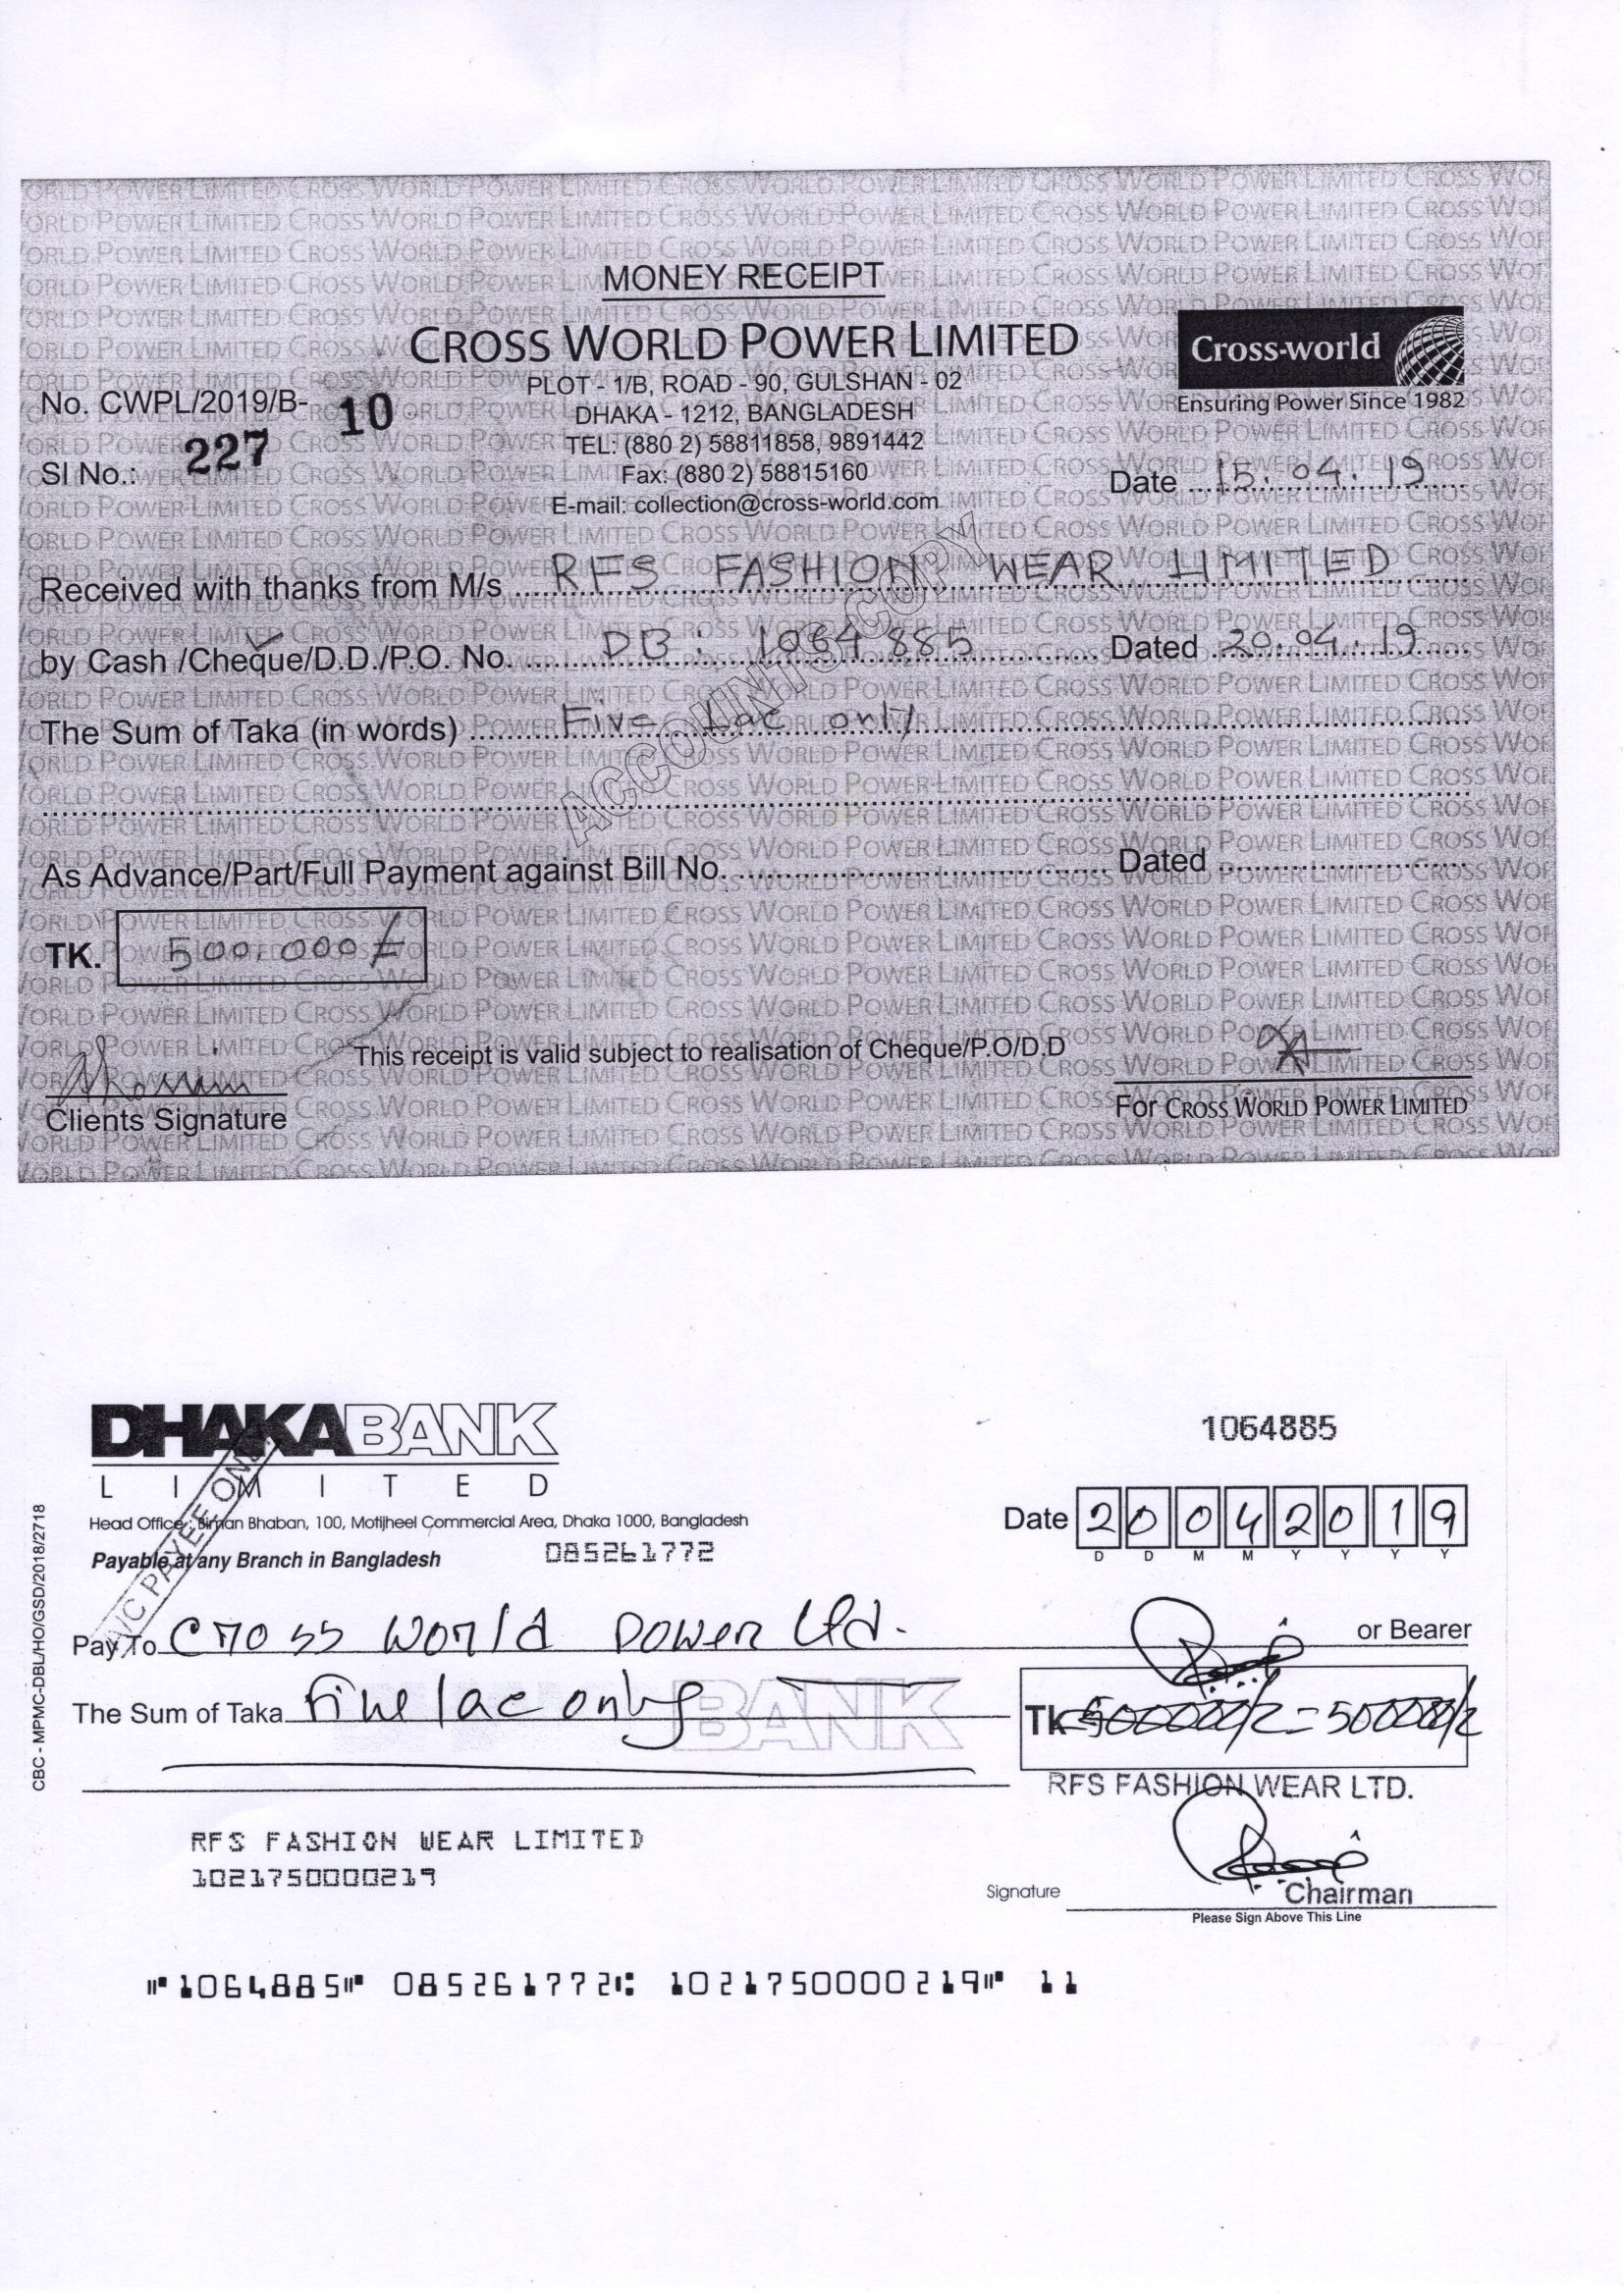 MONEY RECEIPT
CROSS WORLD POWER LIMITED
Cross-world
Ensuring Power Since 1982
PLOT - 1/B, ROAD - 90, GULSHAN - 02
DHAKA - 1212, BANGLADESH
TEL: (880 2) 58811858, 9891442
Fax: (880 2) 58815160
E-mail: collection@cross-world.com
No. CWPL/2019/B- 10
Sl No.: 227
Date 15.04.19
Received with thanks from M/s RFS FASHION WEAR LIMITED
by Cash /Cheque/D.D./P.O. No. DB: 1064885 Dated 20.04.19
The Sum of Taka (in words) Five Lac only
ACCOUNTS COPY
As Advance/Part/Full Payment against Bill No. Dated
TK. 500,000/=
This receipt is valid subject to realisation of Cheque/P.O/D.D
Clients Signature
For CROSS WORLD POWER LIMITED
DHAKA BANK
LIMITED
1064885
Head Office : Biman Bhaban, 100, Motijheel Commercial Area, Dhaka 1000, Bangladesh
Payable at any Branch in Bangladesh 085261772
Date 20042019
D D M M Y Y Y Y
A/C PAYEE ONLY
CBC - MPMC-DBL/HO/GSD/2018/2718
Pay To Cross World Power Ltd. or Bearer
The Sum of Taka five lac only
BANK
TK 500000/= 500000/=
RFS FASHION WEAR LTD.
RFS FASHION WEAR LIMITED
1021750000219
Signature
Chairman
Please Sign Above This Line
⑈1064885⑈ 085261772⑆ 1021750000219⑈ 11